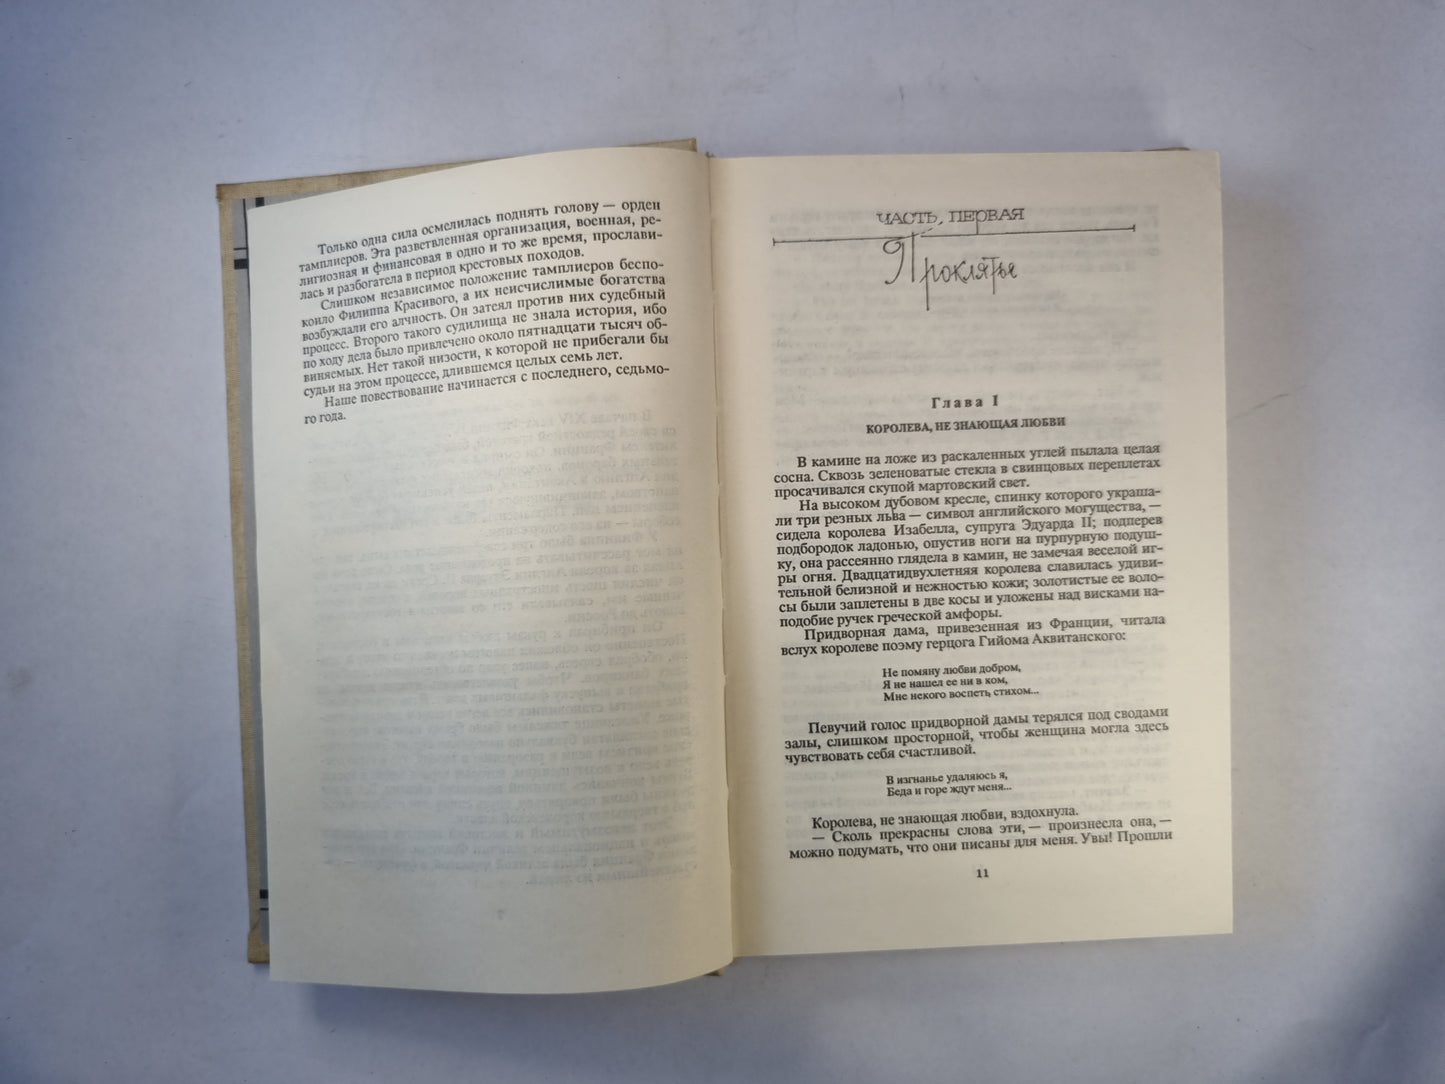 Только одна сила осмелилась поднять голову — орден
тамплиеров. Эта разветвленная организация, военная, ре-
лигиозная и финансовая в одно и то же время, прослави-
лась и разбогатела в период крестовых походов.
Слишком независимое положение тамплиеров беспо-
коило Филиппа Красивого, а их неисчислимые богатства
возбуждали его алчность. Он затеял против них судебный
процесс. Второго такого судилища не знала история, ибо
по ходу дела было привлечено около пятнадцати тысяч об-
виняемых. Нет такой низости, к которой не прибегали бы
судьи на этом процессе, длившемся целых семь лет.
Наше повествование начинается с последнего, седьмо-
го года.
ЧАСТЬ ПЕРВАЯ
Проклятье
Глава I
КОРОЛЕВА, НЕ ЗНАЮЩАЯ ЛЮБВИ
В камине на ложе из раскаленных углей пылала целая
сосна. Сквозь зеленоватые стекла в свинцовых переплетах
просачивался скупой мартовский свет.
На высоком дубовом кресле, спинку которого украша-
ли три резных льва — символ английского могущества, —
сидела королева Изабелла, супруга Эдуарда II; подперев
подбородок ладонью, опустив ноги на пурпурную подуш-
ку, она рассеянно глядела в камин, не замечая веселой иг-
ры огня. Двадцатидвухлетняя королева славилась удиви-
тельной белизной и нежностью кожи; золотистые ее воло-
сы были заплетены в две косы и уложены над висками на-
подобие ручек греческой амфоры.
Придворная дама, привезенная из Франции, читала
вслух королеве поэму герцога Гийома Аквитанского:
Не помяну любви добром,
Я не нашел ее ни в ком,
Мне некого воспеть стихом...
Певучий голос придворной дамы терялся под сводами
залы, слишком просторной, чтобы женщина могла здесь
чувствовать себя счастливой.
В изгнанье удаляюсь я,
Беда и горе ждут меня...
Королева, не знающая любви, вздохнула.
— Сколь прекрасны слова эти, — произнесла она, —
можно подумать, что они писаны для меня. Увы! Прошли
11